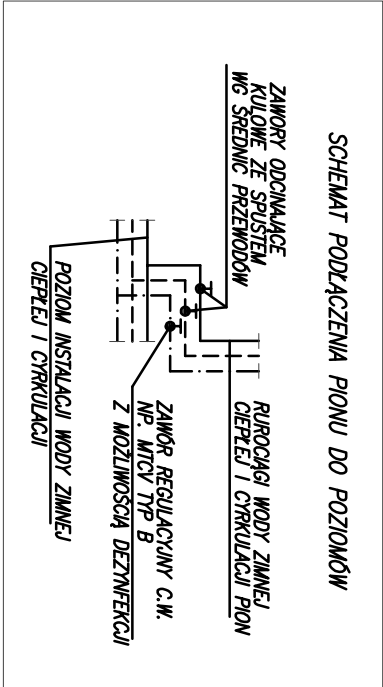 SCHEMAT PODŁĄCZENIA PIONU DO POZIOMÓW
ZAWORY ODCINAJĄCE
KULOWE ZE SPUSTEM
WG ŚREDNIC PRZEWODÓW
RUROCIĄGI WODY ZIMNEJ
CIEPŁEJ I CYRKULACJI PION
ZAWÓR REGULACYJNY C.W.
NP. MTCV TYP B
Z MOŻLIWOŚCIĄ DEZYNFEKCJI
POZIOM INSTALACJI WODY ZIMNEJ
CIEPŁEJ I CYRKULACJI